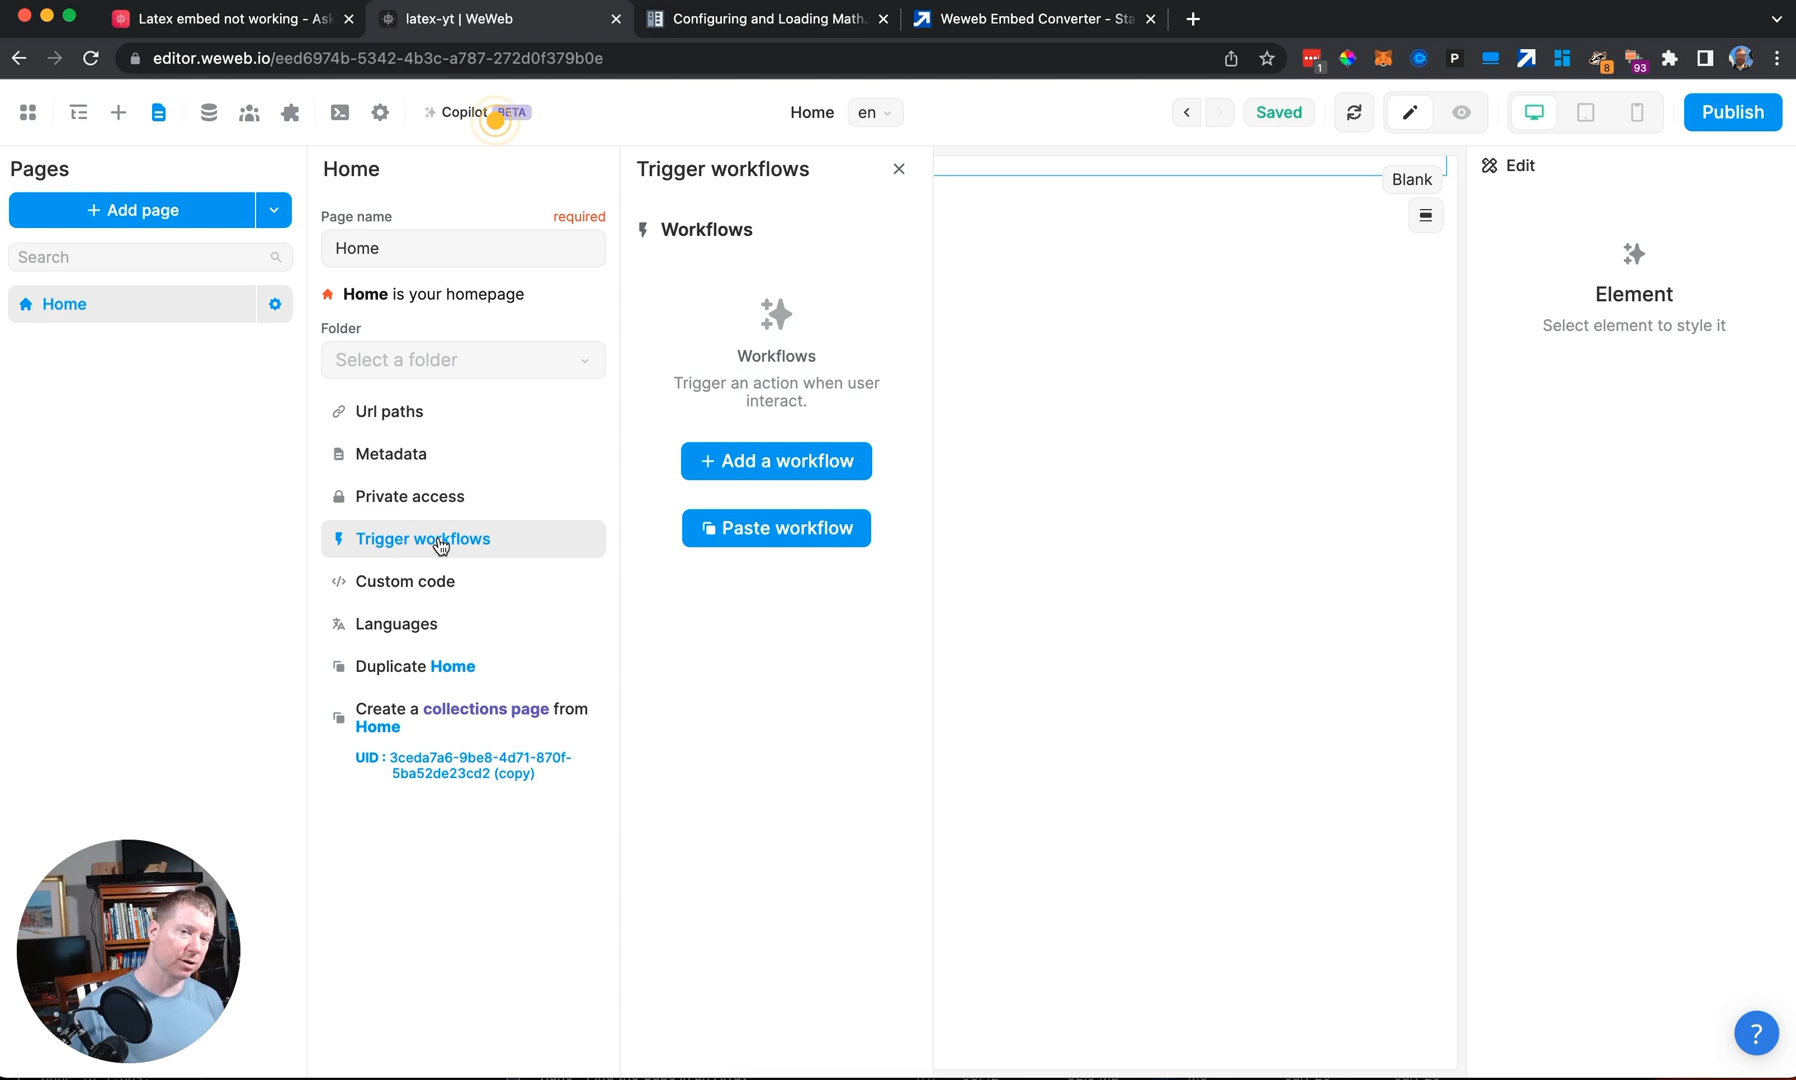 Latex embed not working - Ask
latex-yt | WeWeb
Configuring and Loading Math
Weweb Embed Converter - Sta
editor.weweb.io/eed6974b-5342-4b3c-a787-272d0f379b0e
1
P
8
93
Copilot BETA
Home
en
Saved
Publish
Pages
+ Add page
Search
Home
Home
Page name required
Home
Home is your homepage
Folder
Select a folder
Url paths
Metadata
Private access
Trigger workflows
Custom code
Languages
Duplicate Home
Create a collections page from
Home
UID : 3ceda7a6-9be8-4d71-870f-
5ba52de23cd2 (copy)
Trigger workflows
Workflows
Workflows
Trigger an action when user
interact.
+ Add a workflow
Paste workflow
Blank
Edit
Element
Select element to style it
?